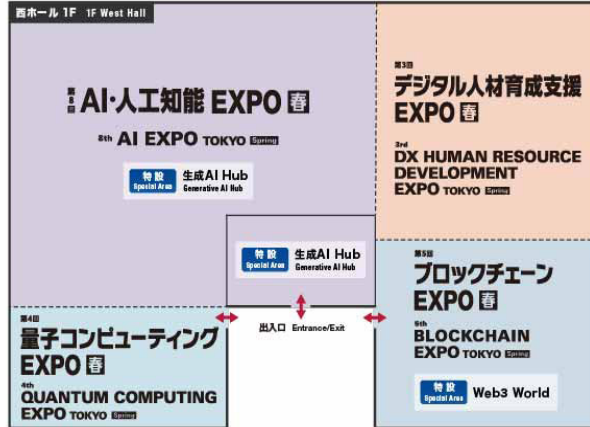 西ホール 1F 1F West Hall
第8回 AI・人工知能 EXPO 春
8th AI EXPO TOKYO Spring
特設 Special Area 生成AI Hub Generative AI Hub
第3回
デジタル人材育成支援
EXPO 春
3rd
DX HUMAN RESOURCE
DEVELOPMENT
EXPO TOKYO Spring
特設 Special Area 生成AI Hub Generative AI Hub
出入口 Entrance/Exit
第4回
量子コンピューティング
EXPO 春
4th
QUANTUM COMPUTING
EXPO TOKYO Spring
第5回
ブロックチェーン
EXPO 春
5th
BLOCKCHAIN
EXPO TOKYO Spring
特設 Special Area Web3 World